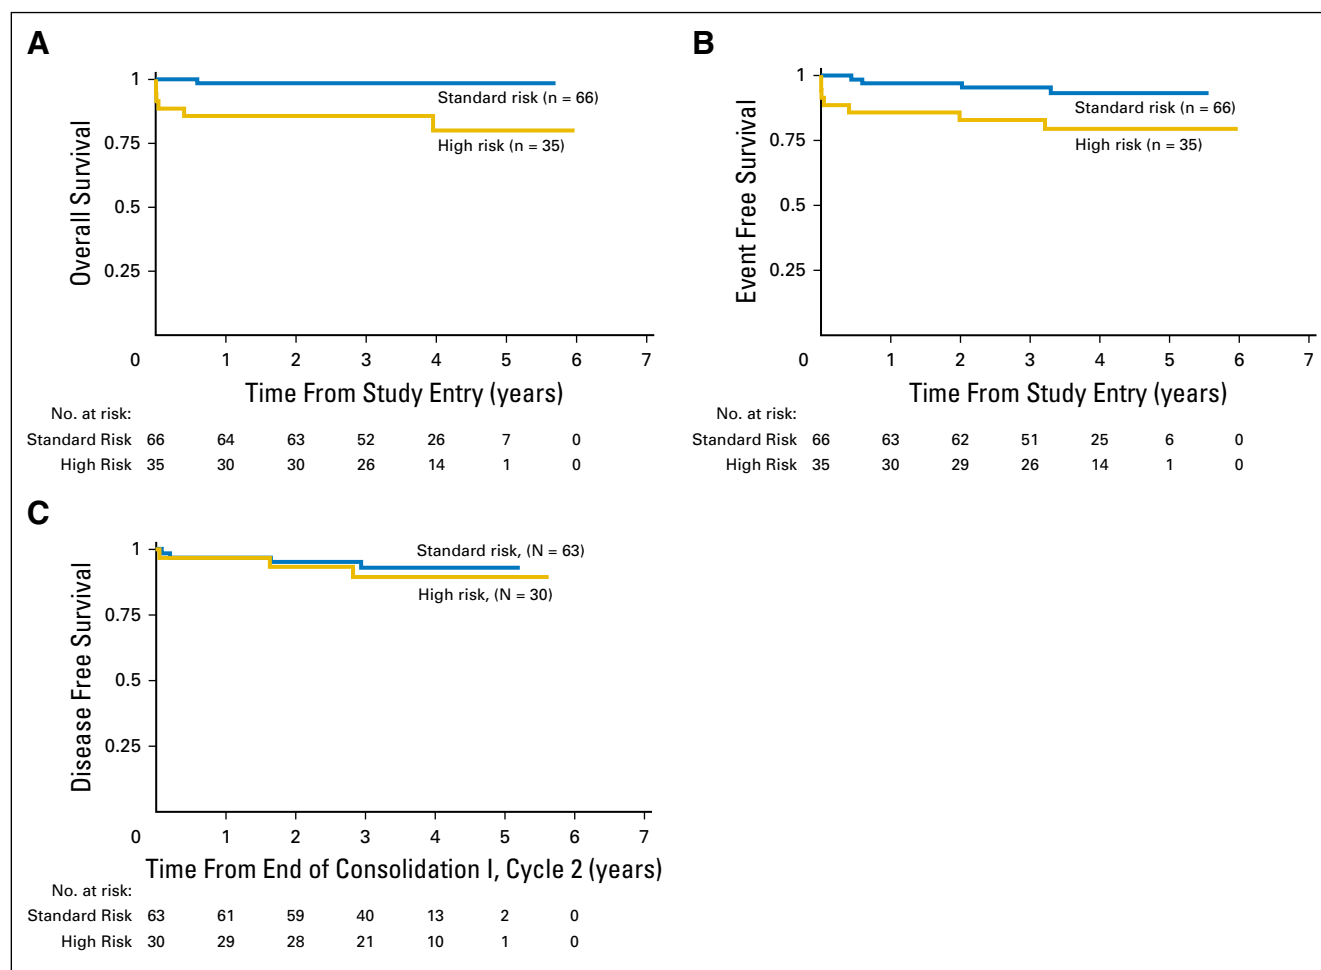 A
1
0.75
0.5
0.25
Overall Survival
Standard risk (n = 66)
High risk (n = 35)
0 1 2 3 4 5 6 7
Time From Study Entry (years)
No. at risk:
Standard Risk 66 64 63 52 26 7 0
High Risk 35 30 30 26 14 1 0
B
1
0.75
0.5
0.25
Event Free Survival
Standard risk (n = 66)
High risk (n = 35)
0 1 2 3 4 5 6 7
Time From Study Entry (years)
No. at risk:
Standard Risk 66 63 62 51 25 6 0
High Risk 35 30 29 26 14 1 0
C
1
0.75
0.5
0.25
Disease Free Survival
Standard risk, (N = 63)
High risk, (N = 30)
0 1 2 3 4 5 6 7
Time From End of Consolidation I, Cycle 2 (years)
No. at risk:
Standard Risk 63 61 59 40 13 2 0
High Risk 30 29 28 21 10 1 0